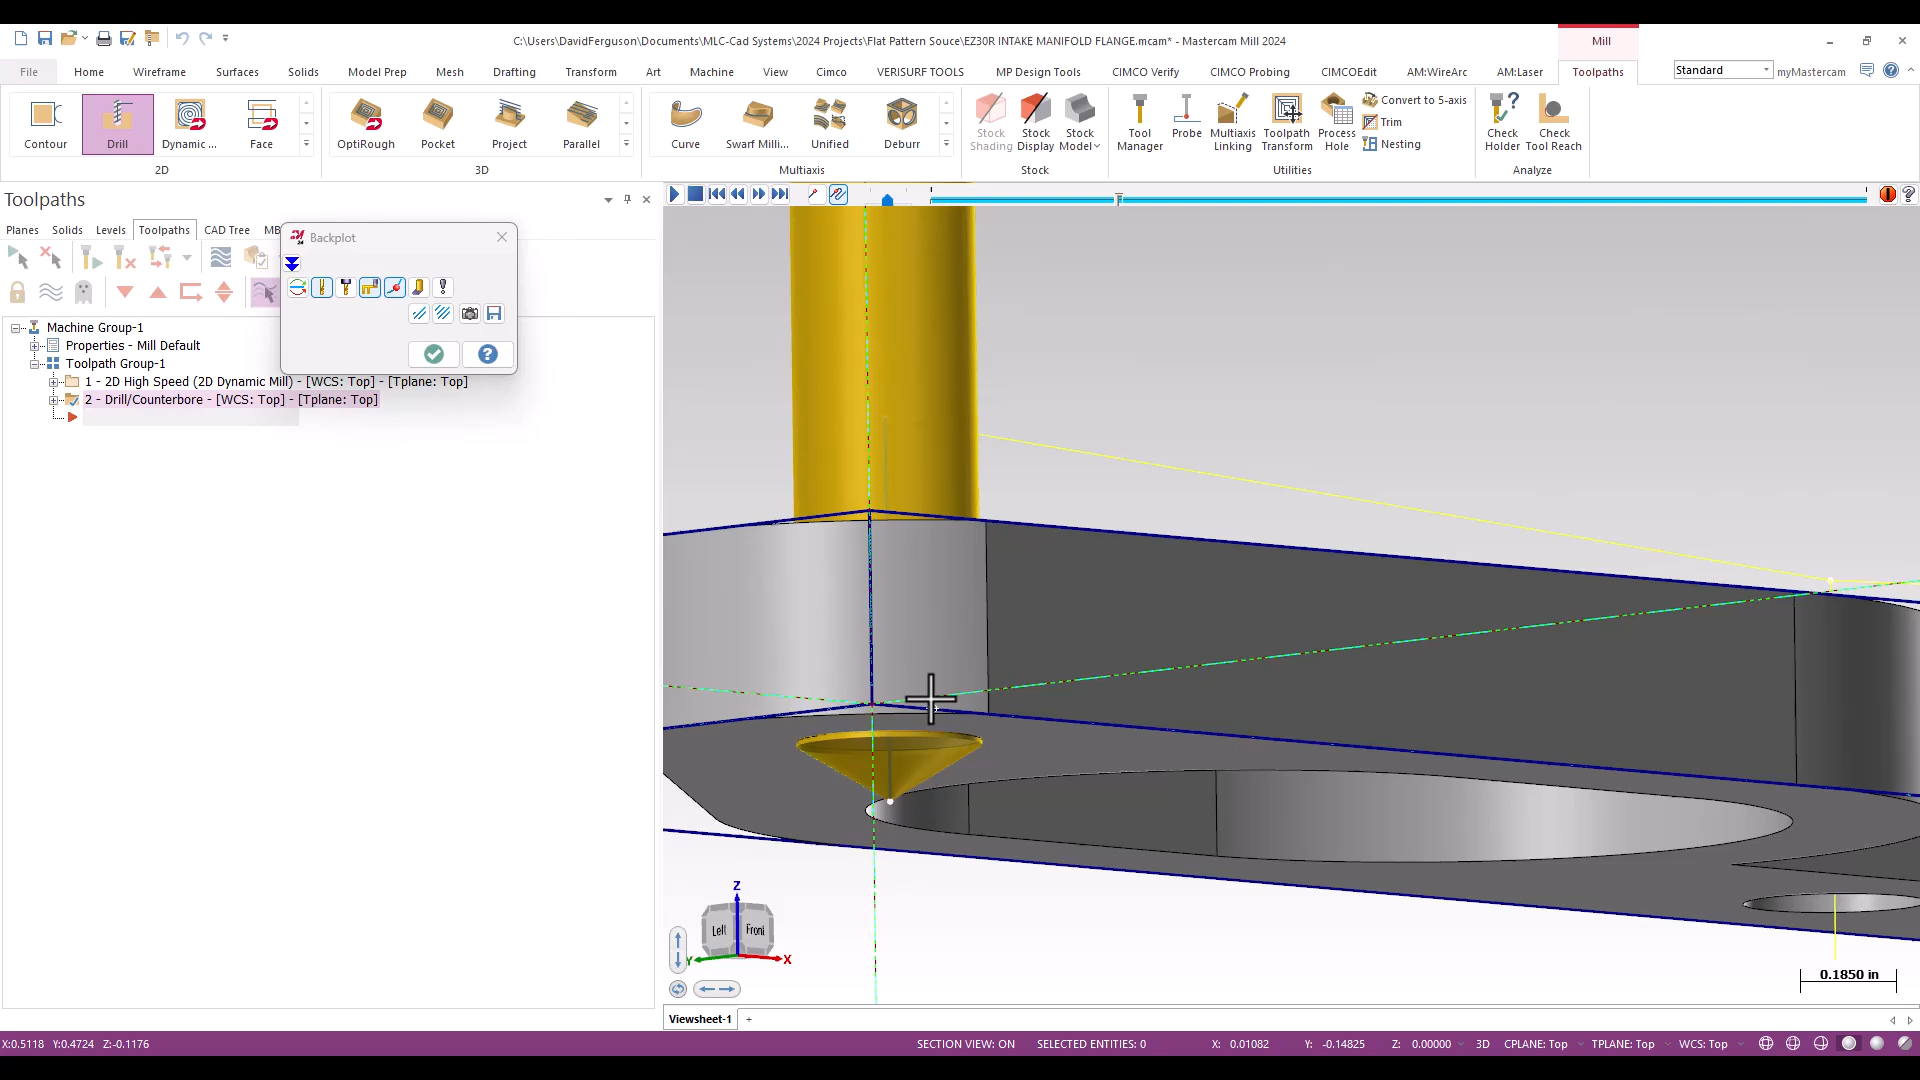 C:\Users\DavidFerguson\Documents\MLC-Cad Systems\2024 Projects\Flat Pattern Souce\EZ30R INTAKE MANIFOLD FLANGE.mcam* - Mastercam Mill 2024
Mill
File Home Wireframe Surfaces Solids Model Prep Mesh Drafting Transform Art Machine View Cimco VERISURF TOOLS MP Design Tools CIMCO Verify CIMCO Probing CIMCOEdit AM:WireArc AM:Laser Toolpaths
Standard
myMastercam
Contour Drill Dynamic ... Face
2D
OptiRough Pocket Project Parallel
3D
Curve Swarf Milli... Unified Deburr
Multiaxis
Stock Shading
Stock Display
Stock Model
Stock
Tool Manager
Probe
Multiaxis Linking
Toolpath Transform
Process Hole
Convert to 5-axis
Trim
Nesting
Utilities
Check Holder
Check Tool Reach
Analyze
Toolpaths
Planes Solids Levels Toolpaths CAD Tree MB
Backplot
Machine Group-1
Properties - Mill Default
Toolpath Group-1
1 - 2D High Speed (2D Dynamic Mill) - [WCS: Top] - [Tplane: Top]
2 - Drill/Counterbore - [WCS: Top] - [Tplane: Top]
Z
Left Front
Y X
0.1850 in
Viewsheet-1 +
X:0.5118 Y:0.4724 Z:-0.1176
SECTION VIEW: ON SELECTED ENTITIES: 0 X: 0.01082 Y: -0.14825 Z: 0.00000 3D CPLANE: Top TPLANE: Top WCS: Top